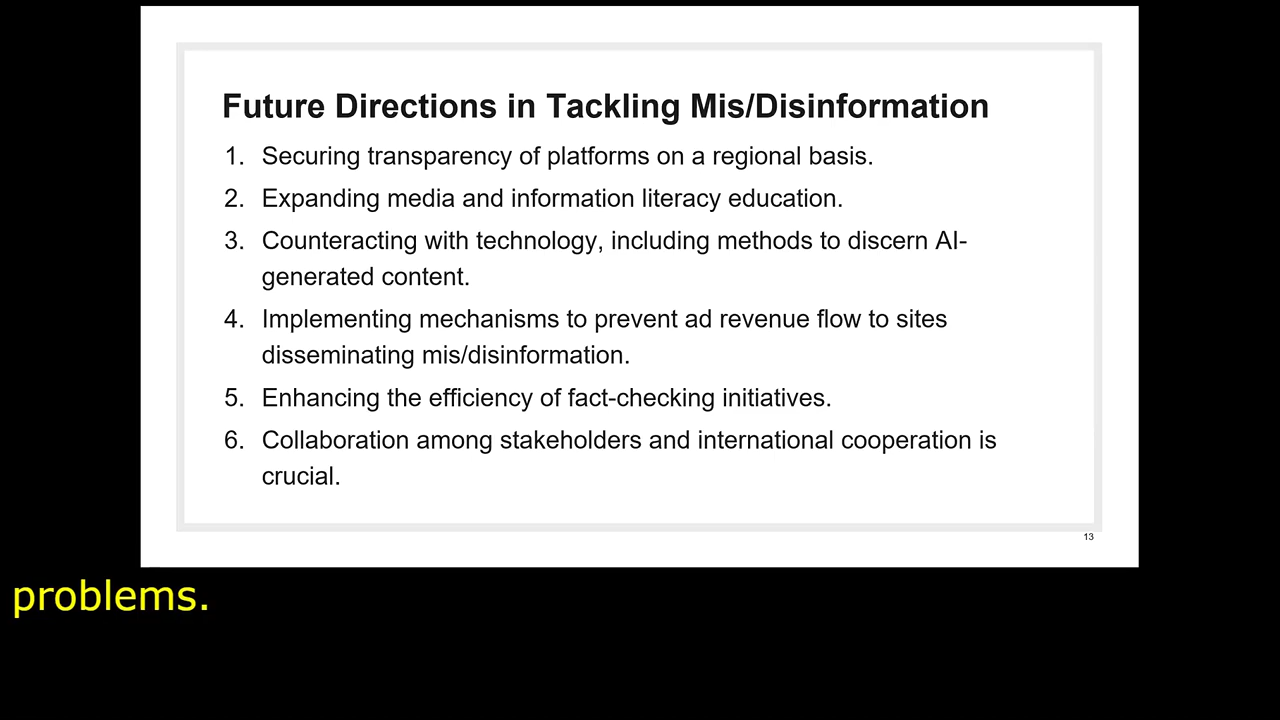 Future Directions in Tackling Mis/Disinformation
1. Securing transparency of platforms on a regional basis.
2. Expanding media and information literacy education.
3. Counteracting with technology, including methods to discern AI-
generated content.
4. Implementing mechanisms to prevent ad revenue flow to sites
disseminating mis/disinformation.
5. Enhancing the efficiency of fact-checking initiatives.
6. Collaboration among stakeholders and international cooperation is
crucial.
13
problems.